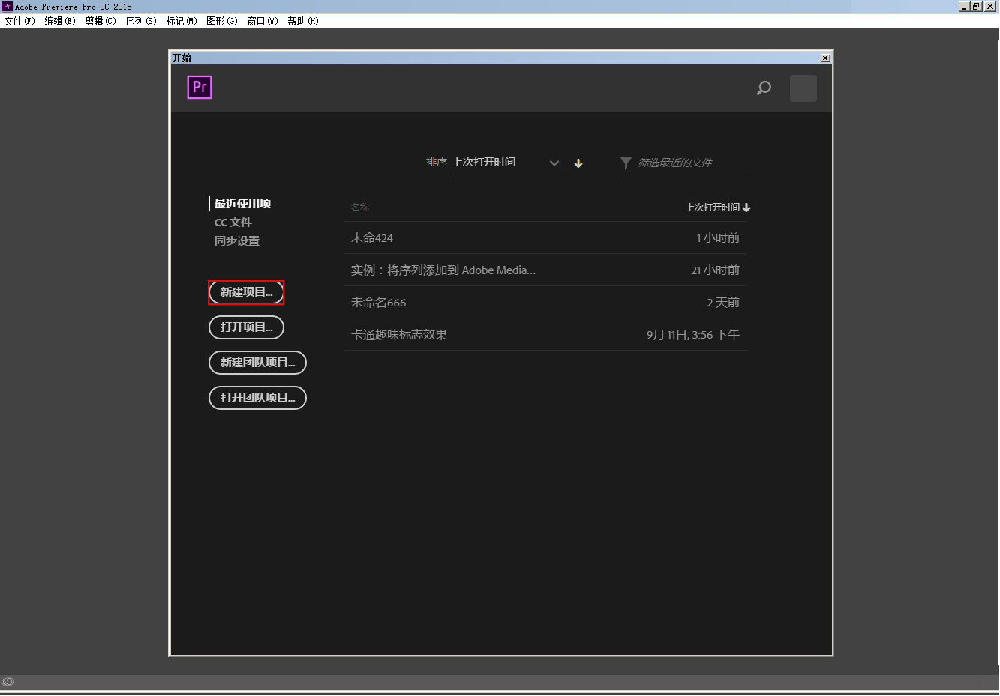 Pr Adobe Premiere Pro CC 2018
文件(F) 编辑(E) 剪辑(C) 序列(S) 标记(M) 图形(G) 窗口(W) 帮助(H)
开始
Pr
排序 上次打开时间 筛选最近的文件
最近使用项
CC 文件
同步设置
新建项目...
打开项目...
新建团队项目...
打开团队项目...
名称 上次打开时间
未命424 1 小时前
实例：将序列添加到 Adobe Media... 21 小时前
未命名666 2 天前
卡通趣味标志效果 9月 11日, 3:56 下午